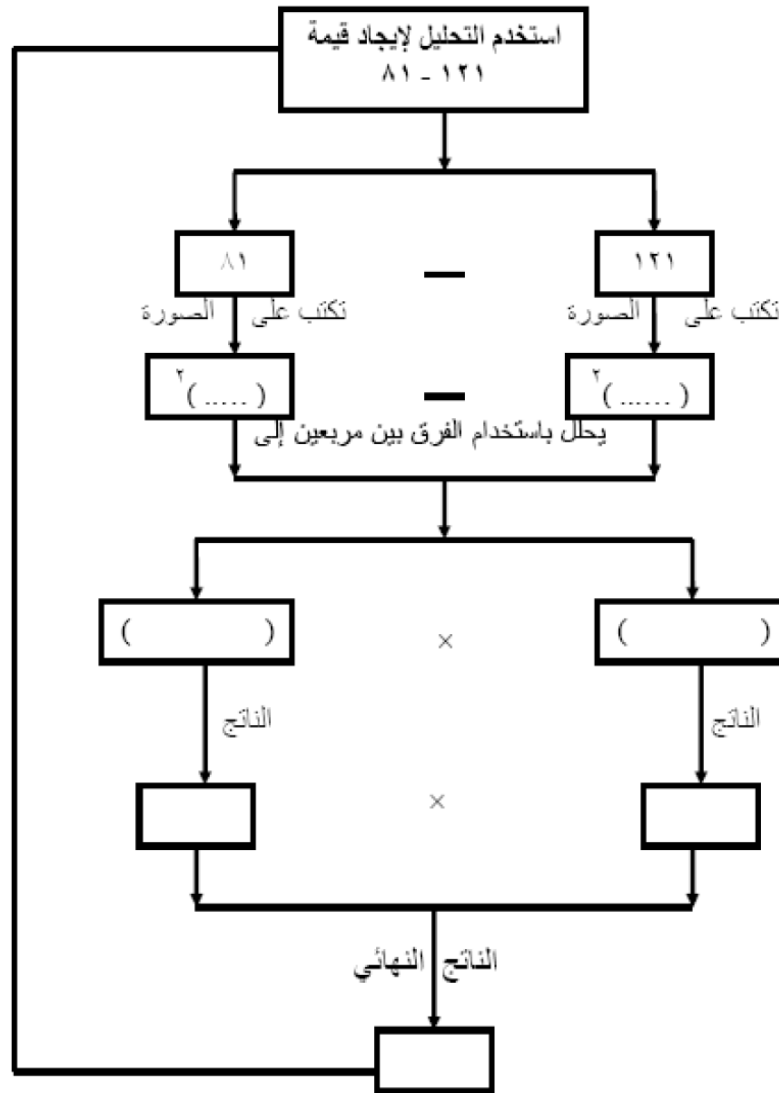 استخدم التحليل لإيجاد قيمة
١٢١ - ٨١
١٢١ — ٨١
تكتب على الصورة تكتب على الصورة
( ...... )٢ — ( ..... )٢
يحلل باستخدام الفرق بين مربعين إلى
( ) × ( )
الناتج الناتج
×
الناتج النهائي